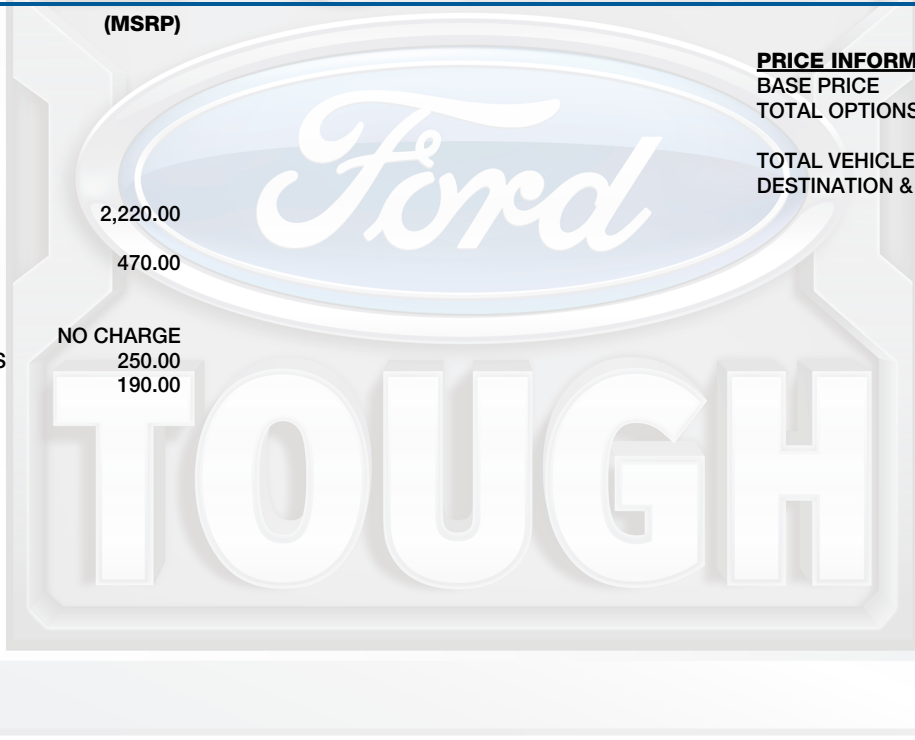 (MSRP)
2,220.00
470.00
NO CHARGE
S 250.00
190.00
PRICE INFORM
BASE PRICE
TOTAL OPTIONS
TOTAL VEHICLE
DESTINATION &
Ford
TOUGH